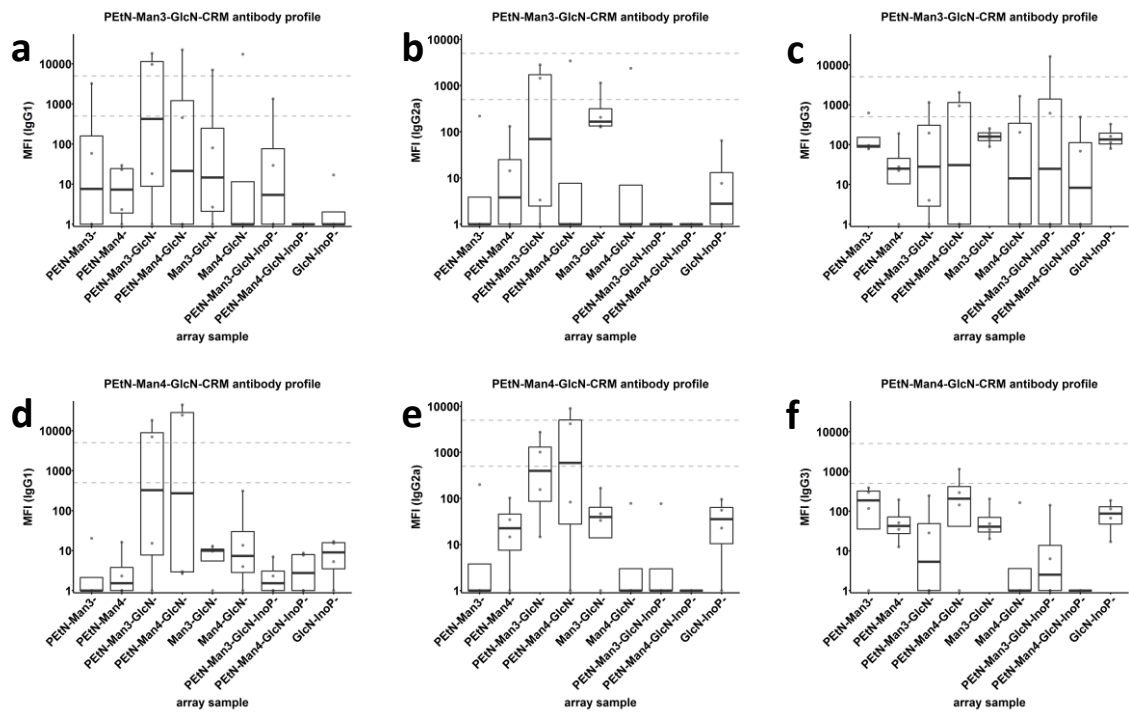 PEtN-Man3-GlcN-CRM antibody profile
a
MFI (IgG1)
10000
1000
100
10
1
PEtN-Man3-
PEtN-Man4-
PEtN-Man3-GlcN-
PEtN-Man4-GlcN-
Man3-GlcN-
Man4-GlcN-
PEtN-Man3-GlcN-InoP-
PEtN-Man4-GlcN-InoP-
GlcN-InoP-
array sample
PEtN-Man3-GlcN-CRM antibody profile
b
MFI (IgG2a)
10000
1000
100
10
1
PEtN-Man3-
PEtN-Man4-
PEtN-Man3-GlcN-
PEtN-Man4-GlcN-
Man3-GlcN-
Man4-GlcN-
PEtN-Man3-GlcN-InoP-
PEtN-Man4-GlcN-InoP-
GlcN-InoP-
array sample
PEtN-Man3-GlcN-CRM antibody profile
c
MFI (IgG3)
10000
1000
100
10
1
PEtN-Man3-
PEtN-Man4-
PEtN-Man3-GlcN-
PEtN-Man4-GlcN-
Man3-GlcN-
Man4-GlcN-
PEtN-Man3-GlcN-InoP-
PEtN-Man4-GlcN-InoP-
GlcN-InoP-
array sample
PEtN-Man4-GlcN-CRM antibody profile
d
MFI (IgG1)
10000
1000
100
10
1
PEtN-Man3-
PEtN-Man4-
PEtN-Man3-GlcN-
PEtN-Man4-GlcN-
Man3-GlcN-
Man4-GlcN-
PEtN-Man3-GlcN-InoP-
PEtN-Man4-GlcN-InoP-
GlcN-InoP-
array sample
PEtN-Man4-GlcN-CRM antibody profile
e
MFI (IgG2a)
10000
1000
100
10
1
PEtN-Man3-
PEtN-Man4-
PEtN-Man3-GlcN-
PEtN-Man4-GlcN-
Man3-GlcN-
Man4-GlcN-
PEtN-Man3-GlcN-InoP-
PEtN-Man4-GlcN-InoP-
GlcN-InoP-
array sample
PEtN-Man4-GlcN-CRM antibody profile
f
MFI (IgG3)
10000
1000
100
10
1
PEtN-Man3-
PEtN-Man4-
PEtN-Man3-GlcN-
PEtN-Man4-GlcN-
Man3-GlcN-
Man4-GlcN-
PEtN-Man3-GlcN-InoP-
PEtN-Man4-GlcN-InoP-
GlcN-InoP-
array sample